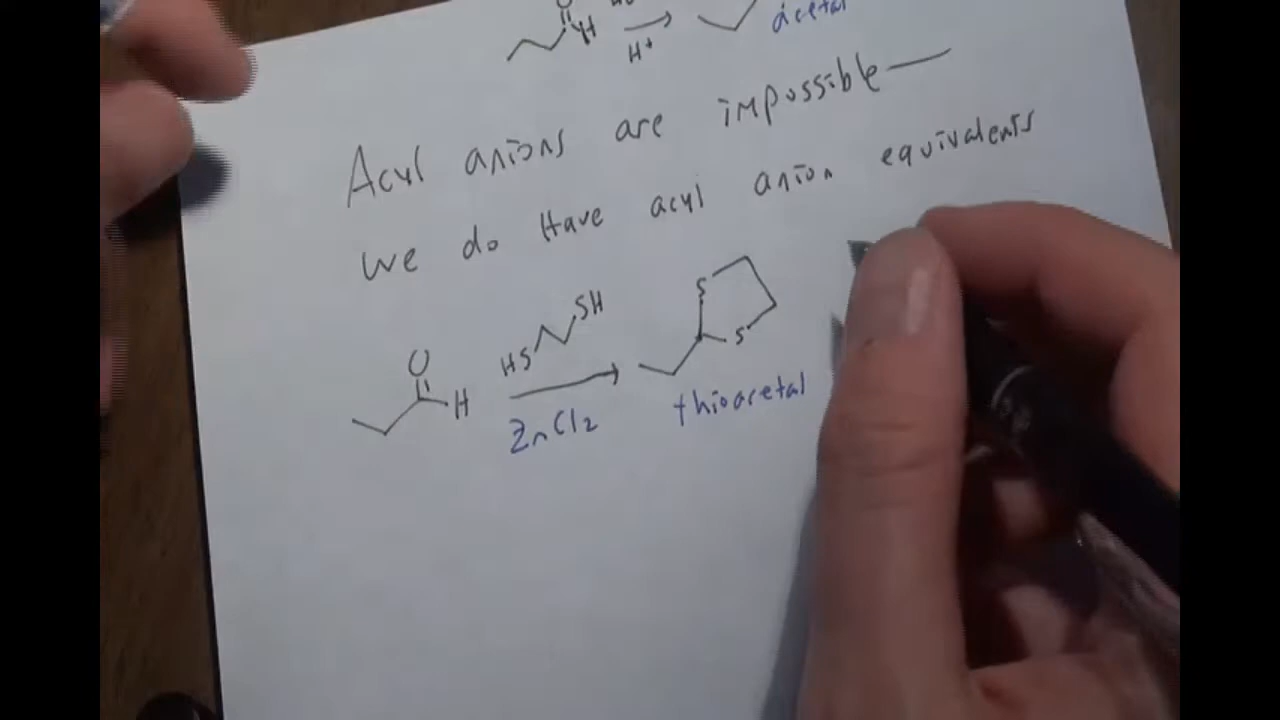 H H+ acetal
Acyl anions are impossible—
We do Have acyl anion equivalents
HS SH S S
O H ZnCl2 thioacetal